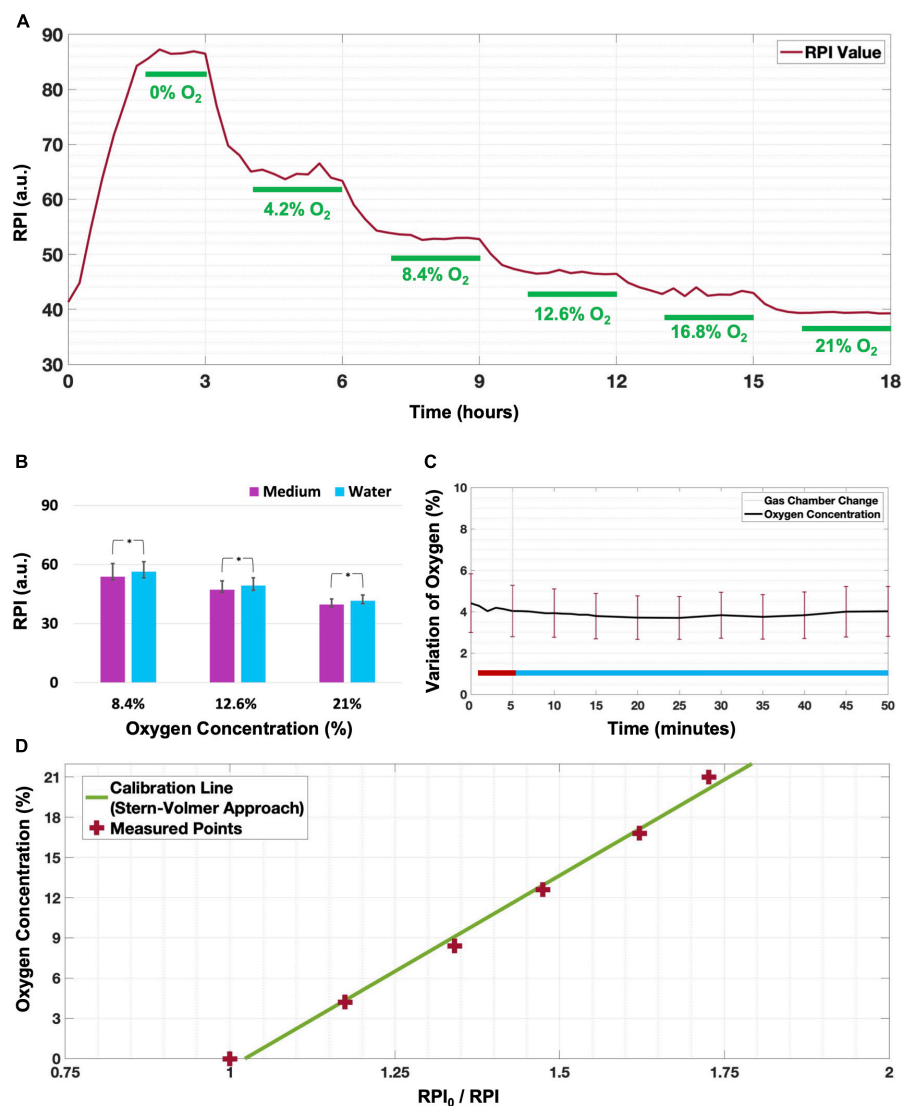 A
RPI (a.u.)
90
80
70
60
50
40
30
RPI Value
0% O₂
4.2% O₂
8.4% O₂
12.6% O₂
16.8% O₂
21% O₂
0 3 6 9 12 15 18
Time (hours)
B
RPI (a.u.)
90
60
30
0
Medium Water
* * *
8.4% 12.6% 21%
Oxygen Concentration (%)
C
Variation of Oxygen (%)
10
8
6
4
2
0
Gas Chamber Change
Oxygen Concentration
0 5 10 15 20 25 30 35 40 45 50
Time (minutes)
D
Oxygen Concentration (%)
21
18
15
12
9
6
3
0
Calibration Line
(Stern-Volmer Approach)
Measured Points
0.75 1 1.25 1.5 1.75 2
RPI₀ / RPI